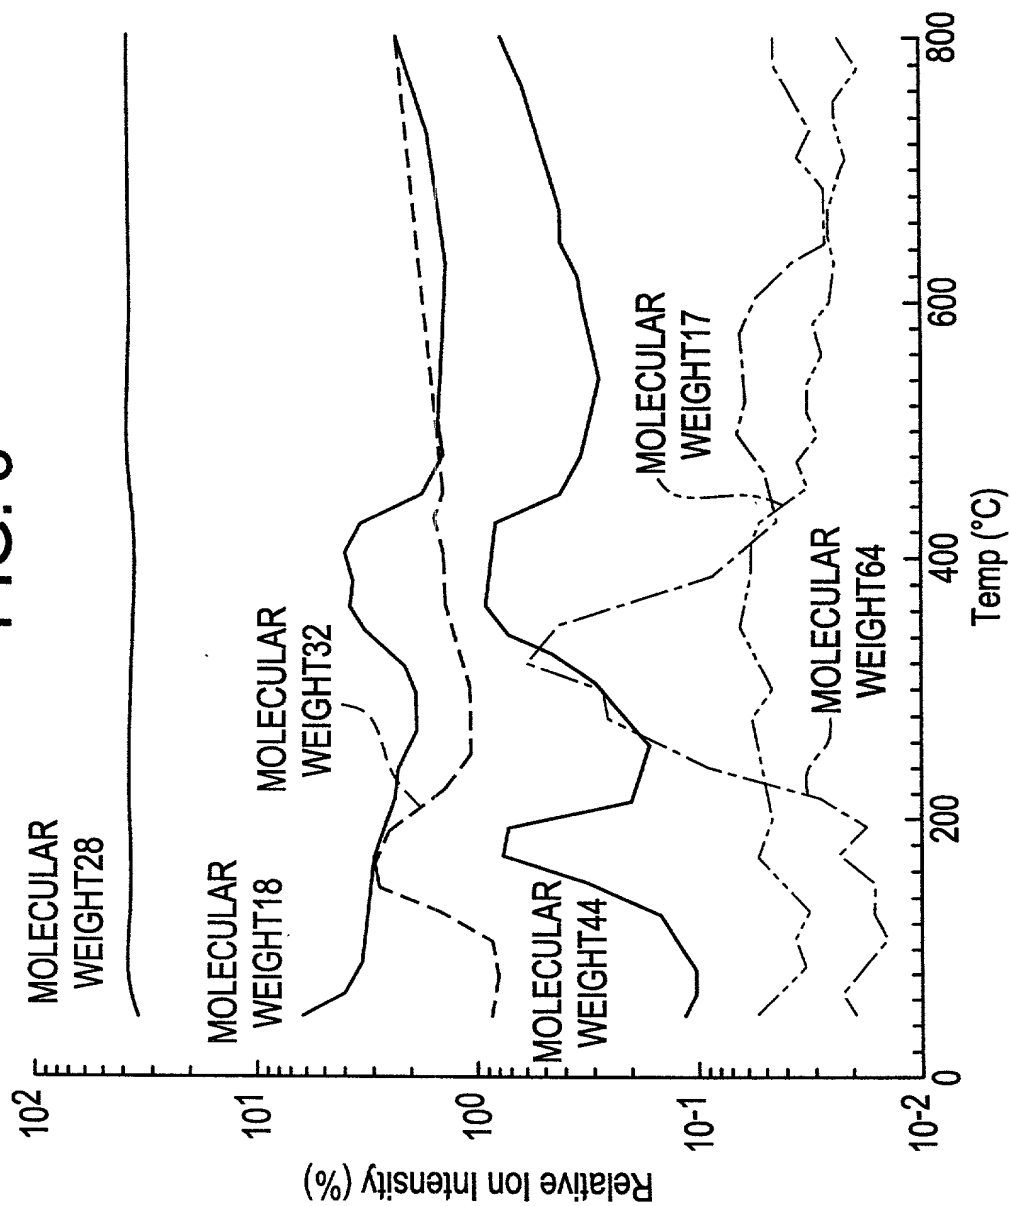 MOLECULAR
WEIGHT28
MOLECULAR
WEIGHT18
MOLECULAR
WEIGHT32
MOLECULAR
WEIGHT44
MOLECULAR
WEIGHT17
MOLECULAR
WEIGHT64
Relative Ion Intensity (%)
10²
10¹
10⁰
10⁻¹
10⁻²
0
200
400
600
800
Temp (°C)